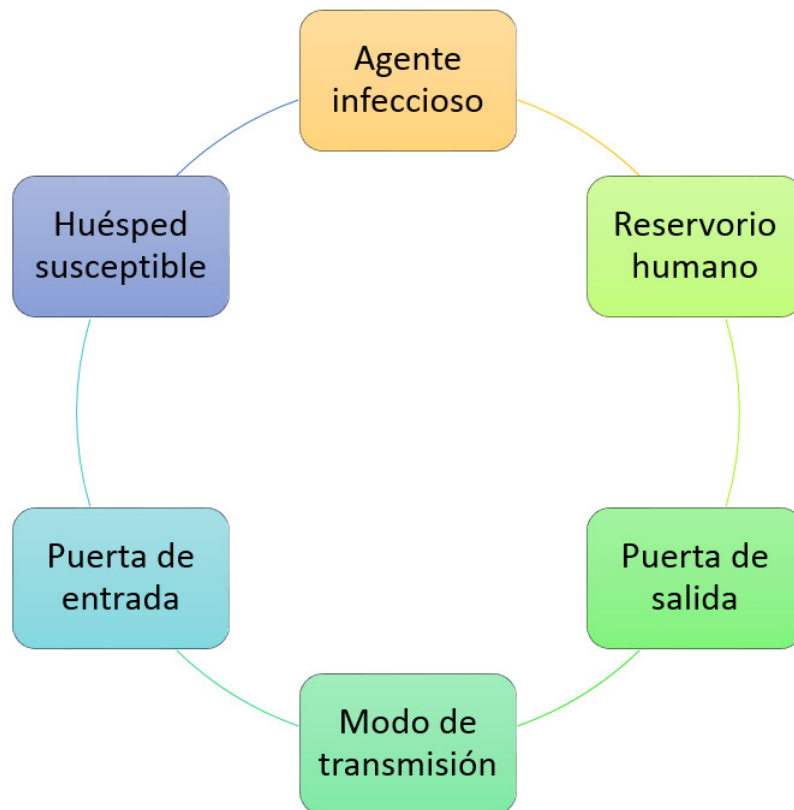 Agente
infeccioso
Reservorio
humano
Puerta de
salida
Modo de
transmisión
Puerta de
entrada
Huésped
susceptible